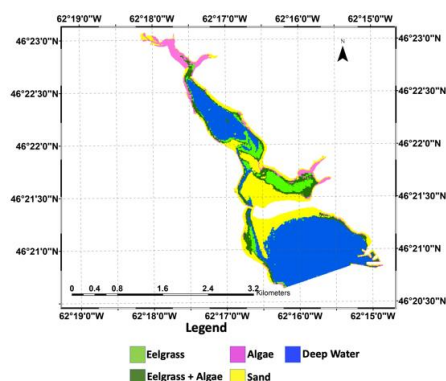 62°19'0"W 62°18'0"W 62°17'0"W 62°16'0"W 62°15'0"W
46°23'0"N 46°23'0"N
N
46°22'30"N 46°22'30"N
46°22'0"N 46°22'0"N
46°21'30"N 46°21'30"N
46°21'0"N 46°21'0"N
0 0.4 0.8 1.6 2.4 3.2
Kilometers
46°20'30"N
62°19'0"W 62°18'0"W 62°17'0"W 62°16'0"W 62°15'0"W
Legend
Eelgrass Algae Deep Water
Eelgrass + Algae Sand